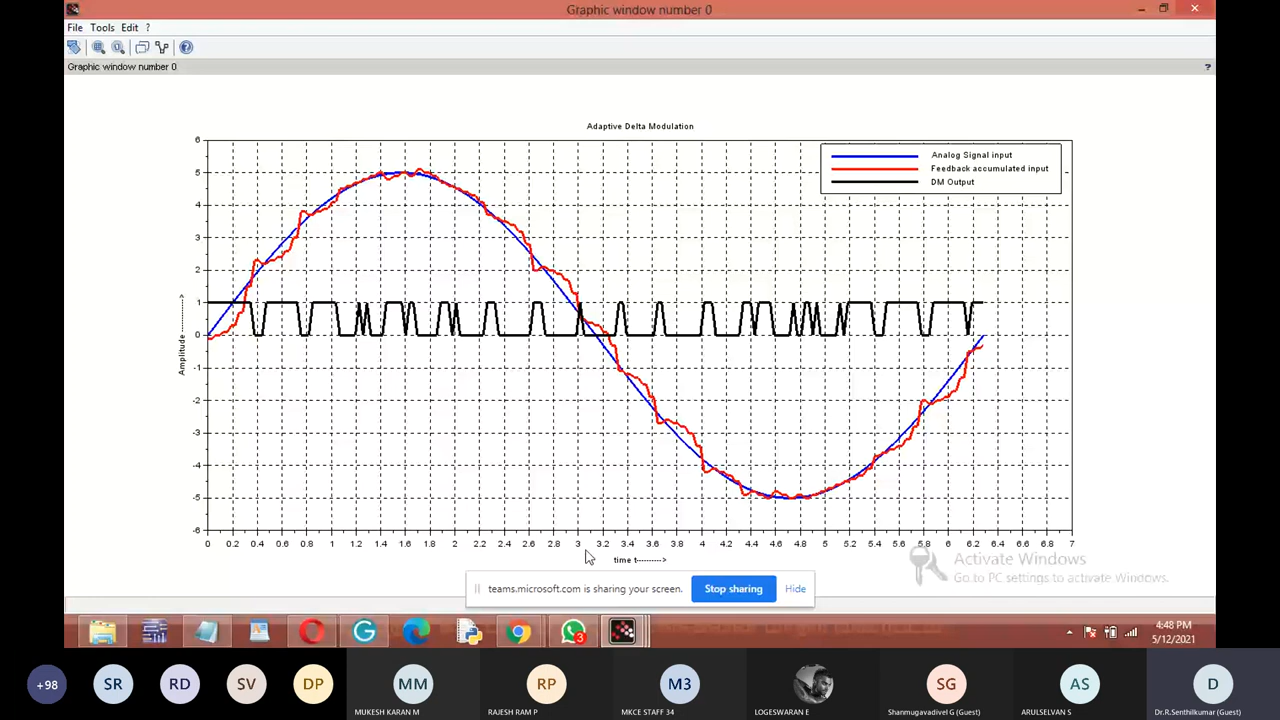 Graphic window number 0
File Tools Edit ?
Graphic window number 0 ?
Adaptive Delta Modulation
Analog Signal input
Feedback accumulated input
DM Output
6
5
4
3
2
1
0
-1
-2
-3
-4
-5
-6
Amplitude ------>
0 0.2 0.4 0.6 0.8 1 1.2 1.4 1.6 1.8 2 2.2 2.4 2.6 2.8 3 3.2 3.4 3.6 3.8 4 4.2 4.4 4.6 4.8 5 5.2 5.4 5.6 5.8 6 6.2 6.4 6.6 6.8 7
time t--------->
Activate Windows
Go to PC settings to activate Windows.
teams.microsoft.com is sharing your screen. Stop sharing Hide
3
4:48 PM
5/12/2021
+98 SR RD SV DP MM RP M3 SG AS D
MUKESH KARAN M RAJESH RAM P MKCE STAFF 34 LOGESWARAN E Shanmugavadivel G (Guest) ARULSELVAN S Dr.R.Senthilkumar (Guest)